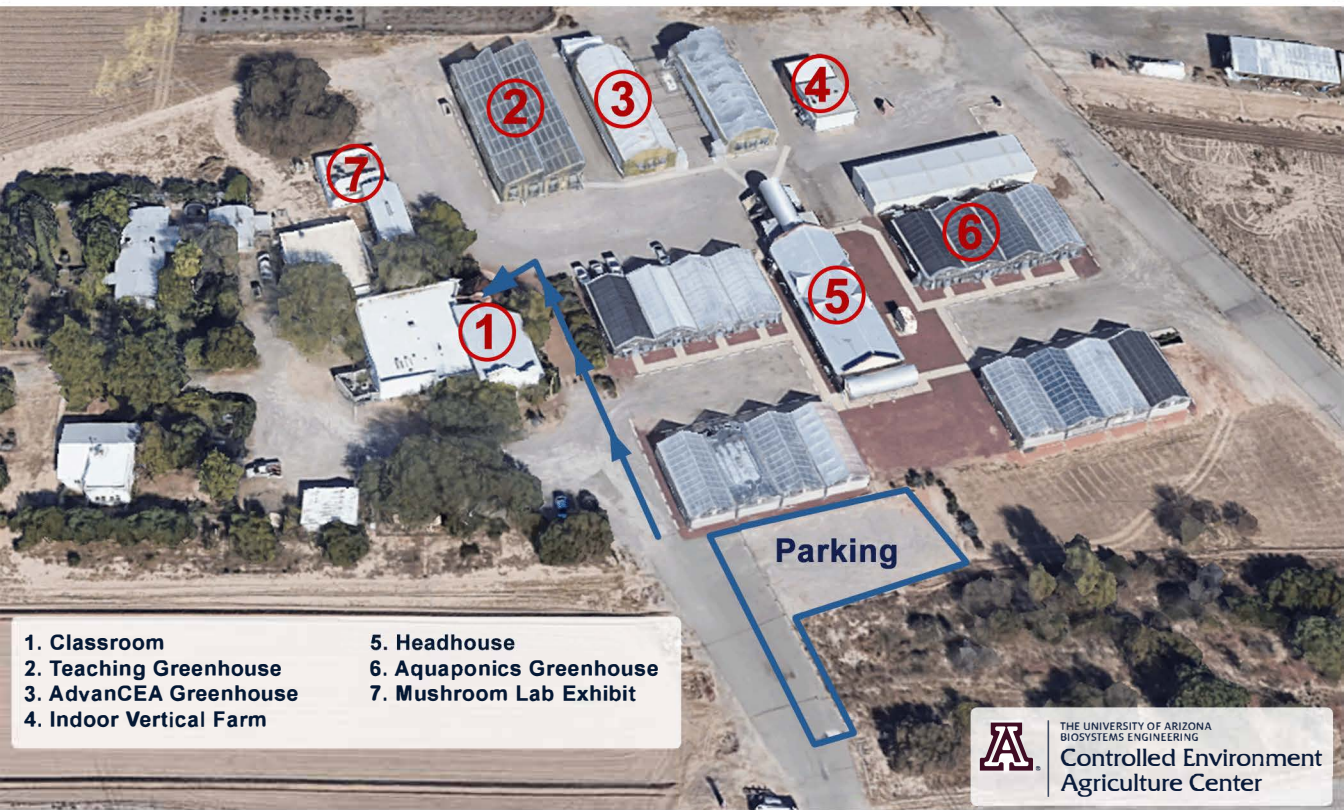 2
3
4
7
6
5
1
Parking
1. Classroom
2. Teaching Greenhouse
3. AdvanCEA Greenhouse
4. Indoor Vertical Farm
5. Headhouse
6. Aquaponics Greenhouse
7. Mushroom Lab Exhibit
A
THE UNIVERSITY OF ARIZONA
BIOSYSTEMS ENGINEERING
Controlled Environment
Agriculture Center